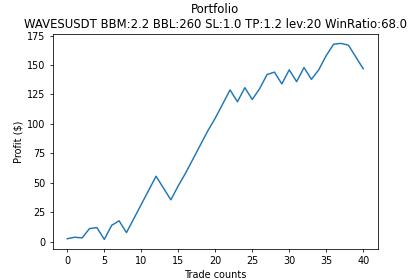 Portfolio
WAVESUSDT BBM:2.2 BBL:260 SL:1.0 TP:1.2 lev:20 WinRatio:68.0
175
150
125
100
75
50
25
0
Profit ($)
0 5 10 15 20 25 30 35 40
Trade counts